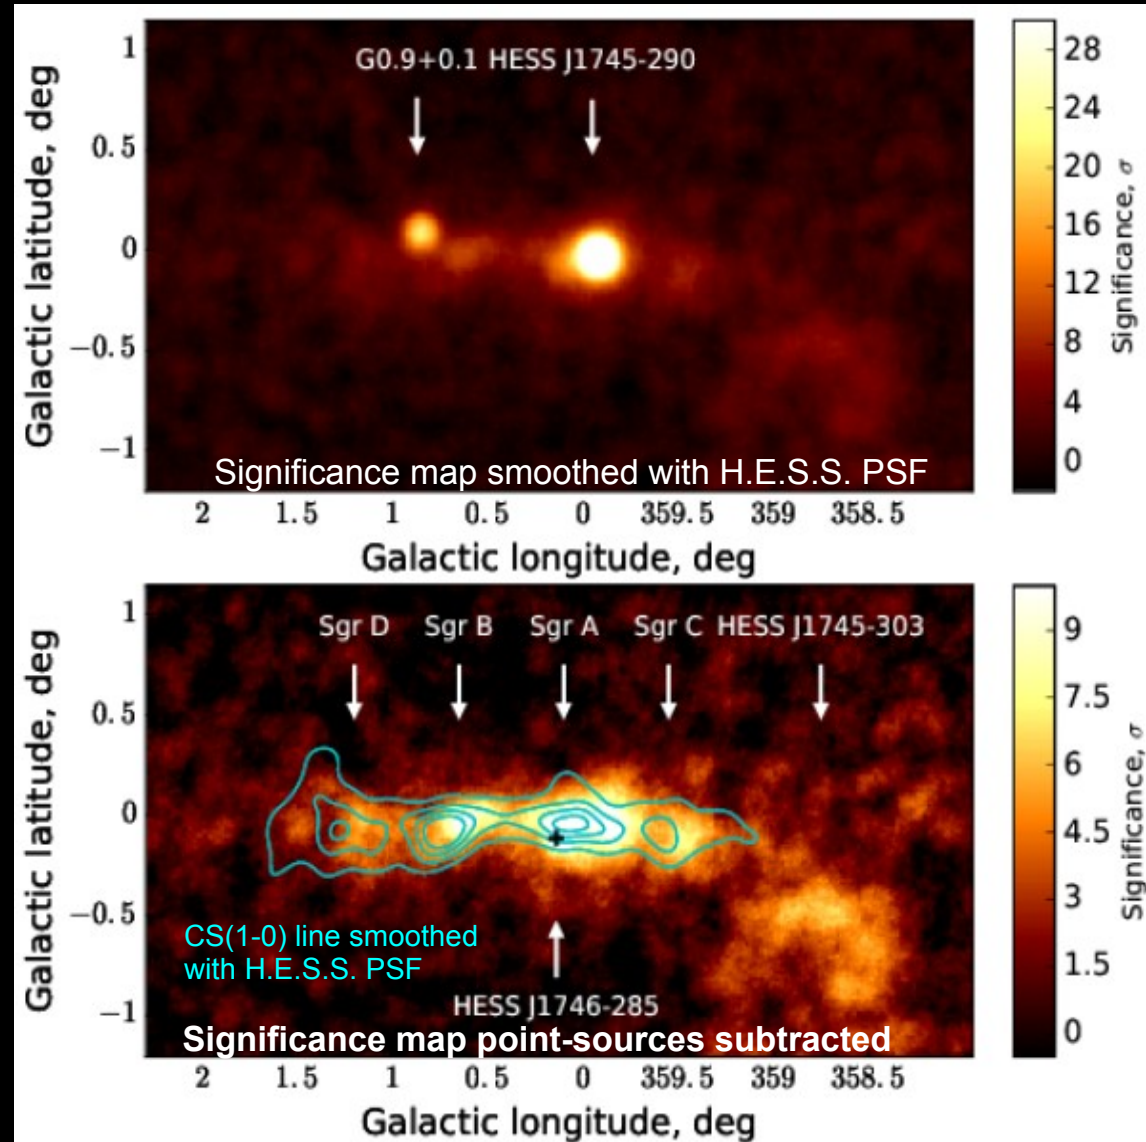 G0.9+0.1 HESS J1745-290
1
0.5
0
−0.5
−1
Galactic latitude, deg
Significance map smoothed with H.E.S.S. PSF
2 1.5 1 0.5 0 359.5 359 358.5
Galactic longitude, deg
28
24
20
16
12
8
4
0
Significance, σ
Sgr D Sgr B Sgr A Sgr C HESS J1745-303
1
0.5
0
−0.5
−1
Galactic latitude, deg
CS(1-0) line smoothed
with H.E.S.S. PSF
HESS J1746-285
Significance map point-sources subtracted
2 1.5 1 0.5 0 359.5 359 358.5
Galactic longitude, deg
9
7.5
6
4.5
3
1.5
0
Significance, σ